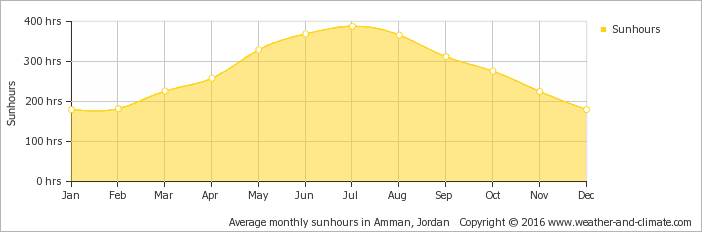 400 hrs
300 hrs
200 hrs
100 hrs
0 hrs
Sunhours
Sunhours
Jan Feb Mar Apr May Jun Jul Aug Sep Oct Nov Dec
Average monthly sunhours in Amman, Jordan Copyright © 2016 www.weather-and-climate.com